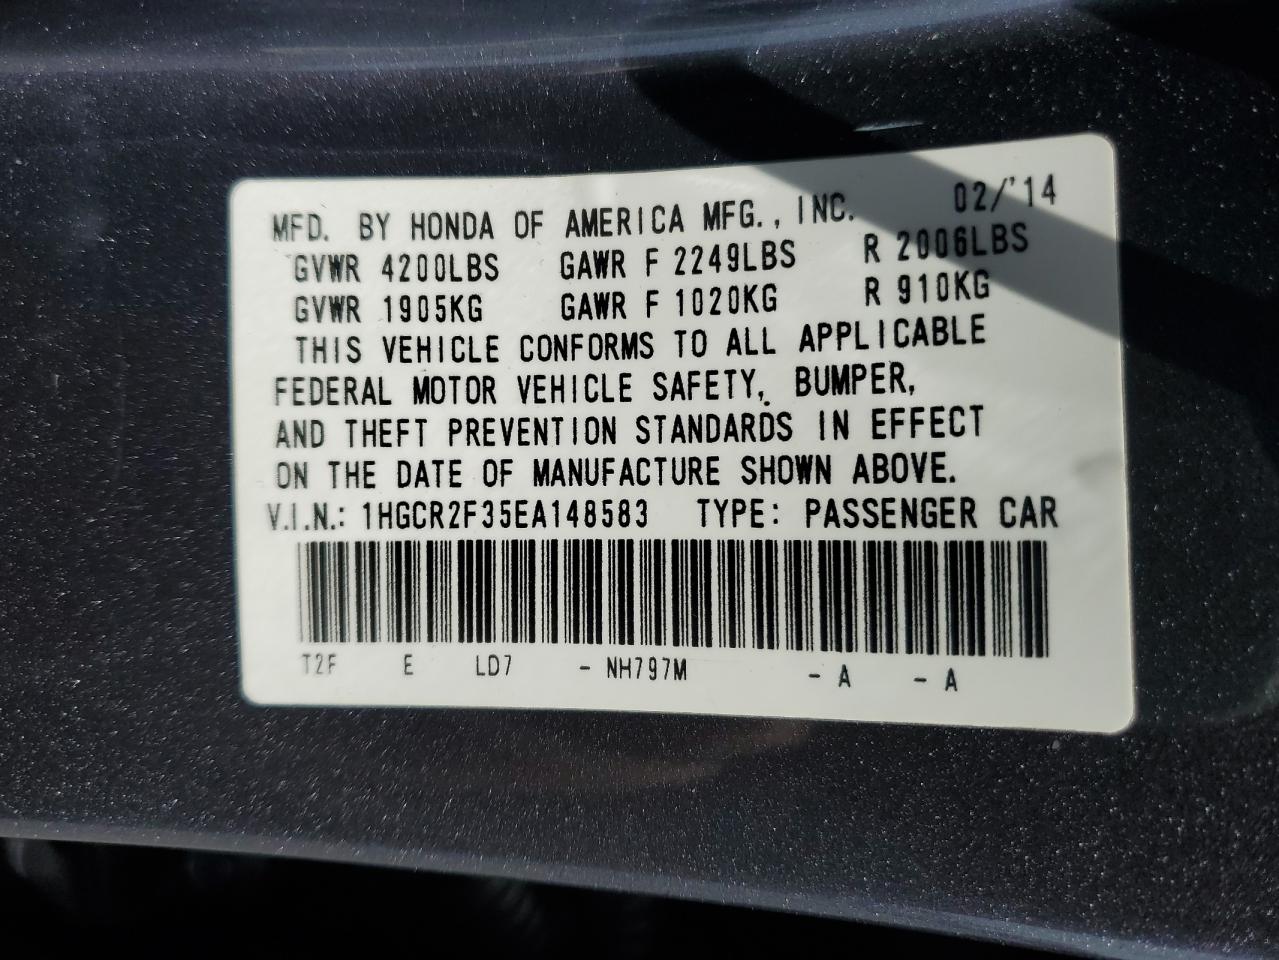 MFD. BY HONDA OF AMERICA MFG., INC. 02/'14
GVWR 4200LBS GAWR F 2249LBS R 2006LBS
GVWR 1905KG GAWR F 1020KG R 910KG
THIS VEHICLE CONFORMS TO ALL APPLICABLE
FEDERAL MOTOR VEHICLE SAFETY, BUMPER,
AND THEFT PREVENTION STANDARDS IN EFFECT
ON THE DATE OF MANUFACTURE SHOWN ABOVE.
V.I.N.: 1HGCR2F35EA148583 TYPE: PASSENGER CAR
T2F E LD7 - NH797M - A - A